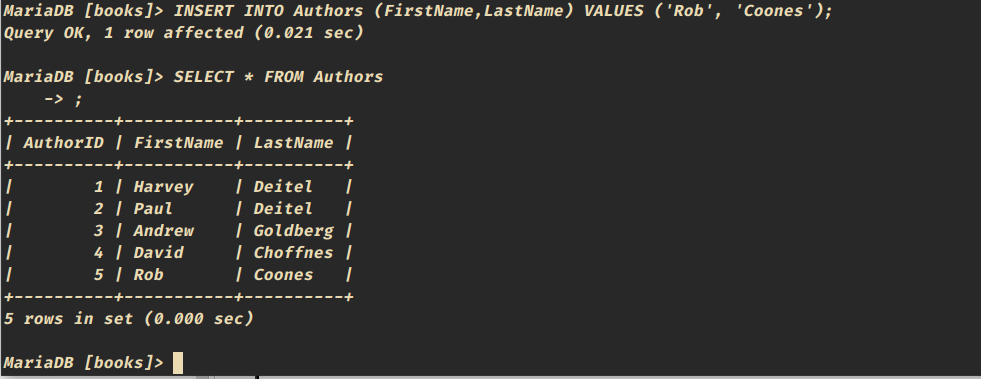 MariaDB [books]> INSERT INTO Authors (FirstName,LastName) VALUES ('Rob', 'Coones');
Query OK, 1 row affected (0.021 sec)
MariaDB [books]> SELECT * FROM Authors
    -> ;
+----------+-----------+----------+
| AuthorID | FirstName | LastName |
+----------+-----------+----------+
|        1 | Harvey    | Deitel   |
|        2 | Paul      | Deitel   |
|        3 | Andrew    | Goldberg |
|        4 | David     | Choffnes |
|        5 | Rob       | Coones   |
+----------+-----------+----------+
5 rows in set (0.000 sec)
MariaDB [books]>